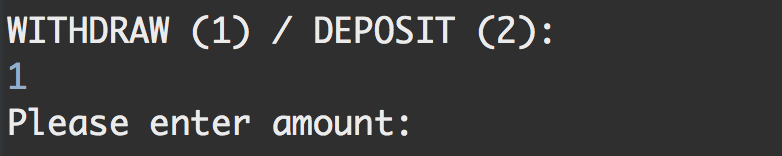 WITHDRAW (1) / DEPOSIT (2):
1
Please enter amount: